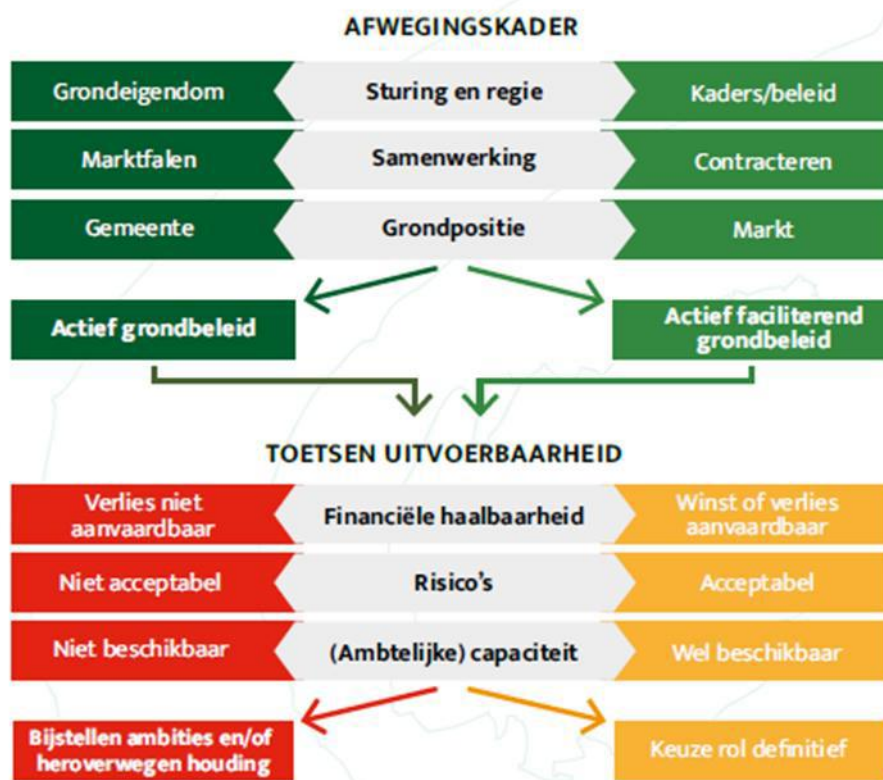 AFWEGINGSKADER
Grondeigendom
Sturing en regie
Kaders/beleid
Marktfalen
Samenwerking
Contracteren
Gemeente
Grondpositie
Markt
Actief grondbeleid
Actief faciliterend
grondbeleid
TOETSEN UITVOERBAARHEID
Verlies niet
aanvaardbaar
Financiële haalbaarheid
Winst of verlies
aanvaardbaar
Niet acceptabel
Risico's
Acceptabel
Niet beschikbaar
(Ambtelijke) capaciteit
Wel beschikbaar
Bijstellen ambities en/of
heroverwegen houding
Keuze rol definitief